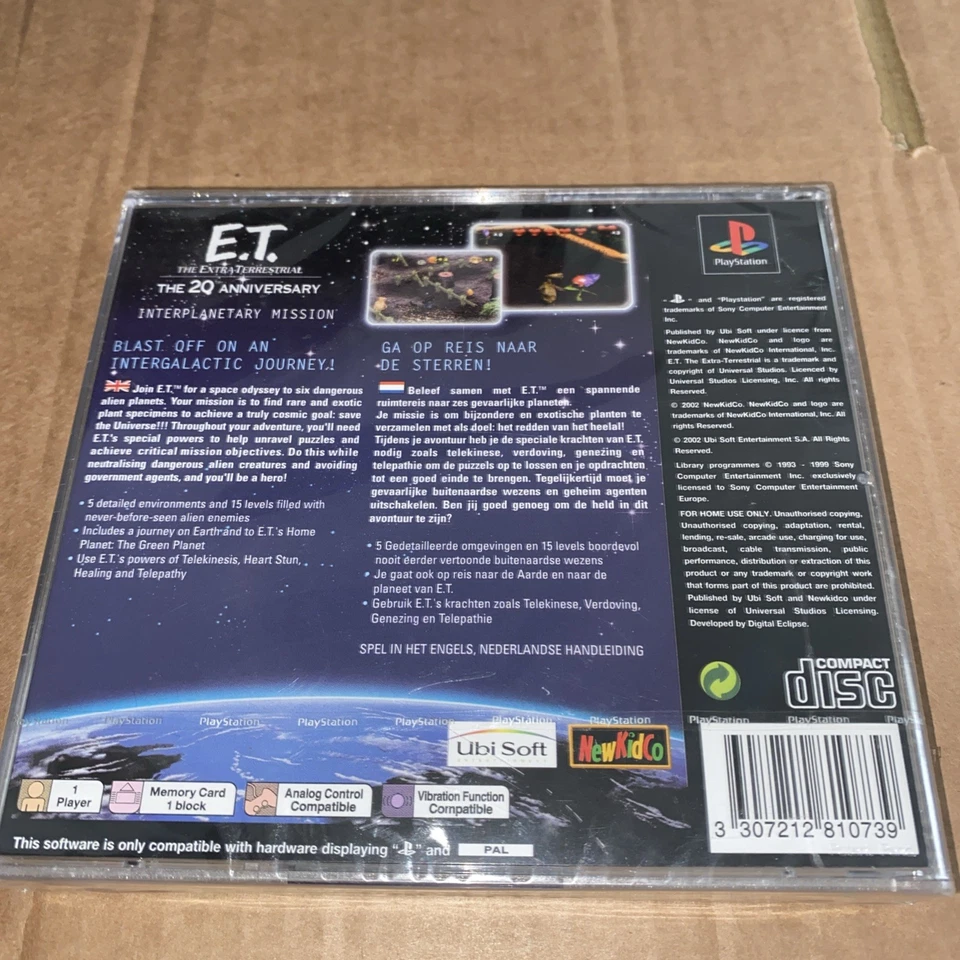 E.T.
THE EXTRA-TERRESTRIAL
THE 20 ANNIVERSARY
INTERPLANETARY MISSION
BLAST OFF ON AN
INTERGALACTIC JOURNEY!
Join E.T.™ for a space odyssey to six dangerous
alien planets. Your mission is to find rare and exotic
plant specimens to achieve a truly cosmic goal: save
the Universe!!! Throughout your adventure, you'll need
E.T.'s special powers to help unravel puzzles and
achieve critical mission objectives. Do this while
neutralising dangerous alien creatures and avoiding
government agents, and you'll be a hero!
• 5 detailed environments and 15 levels filled with
never-before-seen alien enemies
• Includes a journey on Earth and to E.T.'s Home
Planet: The Green Planet
• Use E.T.'s powers of Telekinesis, Heart Stun,
Healing and Telepathy
GA OP REIS NAAR
DE STERREN!
Beleef samen met E.T.™ een spannende
ruimtereis naar zes gevaarlijke planeten.
Je missie is om bijzondere en exotische planten te
verzamelen met als doel: het redden van het heelal!
Tijdens je avontuur heb je de speciale krachten van E.T.
nodig zoals telekinese, verdoving, genezing en
telepathie om de puzzels op te lossen en je opdrachten
tot een goed einde te brengen. Tegelijkertijd moet je
gevaarlijke buitenaardse wezens en geheim agenten
uitschakelen. Ben jij goed genoeg om de held in dit
avontuur te zijn?
• 5 Gedetailleerde omgevingen en 15 levels boordevol
nooit eerder vertoonde buitenaardse wezens
• Je gaat ook op reis naar de Aarde en naar de
planeet van E.T.
• Gebruik E.T.'s krachten zoals Telekinese, Verdoving,
Genezing en Telepathie
SPEL IN HET ENGELS, NEDERLANDSE HANDLEIDING
PlayStation
and "Playstation" are registered
trademarks of Sony Computer Entertainment
Inc.
Published by Ubi Soft under licence from
NewKidCo. NewKidCo and logo are
trademarks of NewKidCo International, Inc.
E.T. The Extra-Terrestrial is a trademark and
copyright of Universal Studios. Licenced by
Universal Studios Licensing, Inc. All rights
Reserved.
© 2002 NewKidCo. NewKidCo and logo are
trademarks of NewKidCo International, Inc. All
rights Reserved.
© 2002 Ubi Soft Entertainment S.A. All Rights
Reserved.
Library programmes © 1993 - 1999 Sony
Computer Entertainment Inc. exclusively
licensed to Sony Computer Entertainment
Europe.
FOR HOME USE ONLY. Unauthorised copying,
Unauthorised copying, adaptation, rental,
lending, re-sale, arcade use, charging for use,
broadcast, cable transmission, public
performance, distribution or extraction of this
product or any trademark or copyright work
that forms part of this product are prohibited.
Published by Ubi Soft and Newkidco under
license of Universal Studios Licensing.
Developed by Digital Eclipse.
COMPACT
disc
PlayStation PlayStation PlayStation PlayStation PlayStation PlayStation PlayStation PlayStation
Ubi Soft
ENTERTAINMENT
NewKidCo
1
Player
Memory Card
1 block
Analog Control
Compatible
Vibration Function
Compatible
3 307212 810739
This software is only compatible with hardware displaying " " and PAL